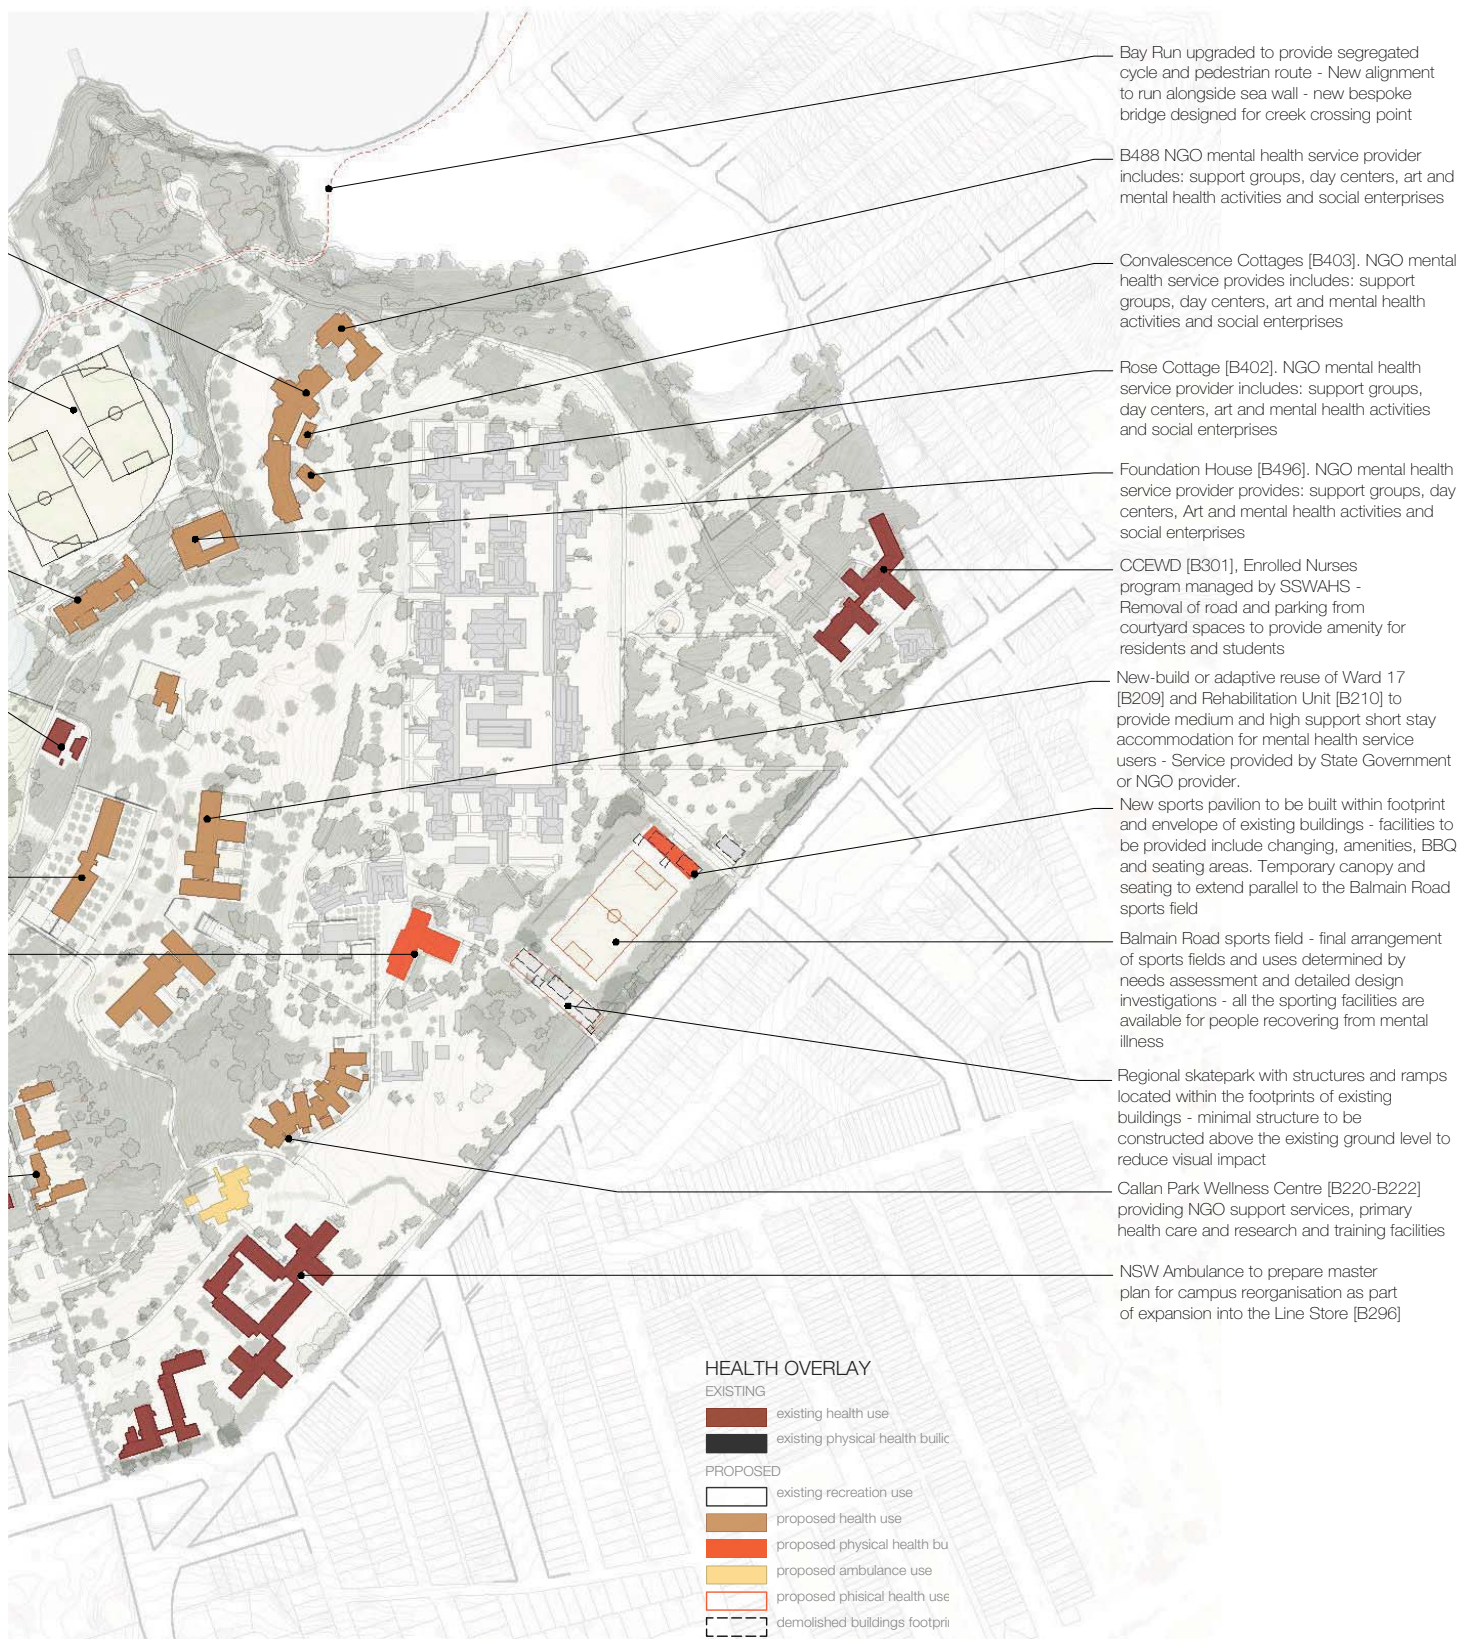 Bay Run upgraded to provide segregated
cycle and pedestrian route - New alignment
to run alongside sea wall - new bespoke
bridge designed for creek crossing point
B488 NGO mental health service provider
includes: support groups, day centers, art and
mental health activities and social enterprises
Convalescence Cottages [B403]. NGO mental
health service provides includes: support
groups, day centers, art and mental health
activities and social enterprises
Rose Cottage [B402]. NGO mental health
service provider includes: support groups,
day centers, art and mental health activities
and social enterprises
Foundation House [B496]. NGO mental health
service provider provides: support groups, day
centers, Art and mental health activities and
social enterprises
CCEWD [B301], Enrolled Nurses
program managed by SSWAHS -
Removal of road and parking from
courtyard spaces to provide amenity for
residents and students
New-build or adaptive reuse of Ward 17
[B209] and Rehabilitation Unit [B210] to
provide medium and high support short stay
accommodation for mental health service
users - Service provided by State Government
or NGO provider.
New sports pavilion to be built within footprint
and envelope of existing buildings - facilities to
be provided include changing, amenities, BBQ
and seating areas. Temporary canopy and
seating to extend parallel to the Balmain Road
sports field
Balmain Road sports field - final arrangement
of sports fields and uses determined by
needs assessment and detailed design
investigations - all the sporting facilities are
available for people recovering from mental
illness
Regional skatepark with structures and ramps
located within the footprints of existing
buildings - minimal structure to be
constructed above the existing ground level to
reduce visual impact
Callan Park Wellness Centre [B220-B222]
providing NGO support services, primary
health care and research and training facilities
NSW Ambulance to prepare master
plan for campus reorganisation as part
of expansion into the Line Store [B296]
HEALTH OVERLAY
EXISTING
existing health use
existing physical health
PROPOSED
existing recreation use
proposed health use
proposed physical health bu
proposed ambulance use
proposed phisical health use
demolished buildings footpri